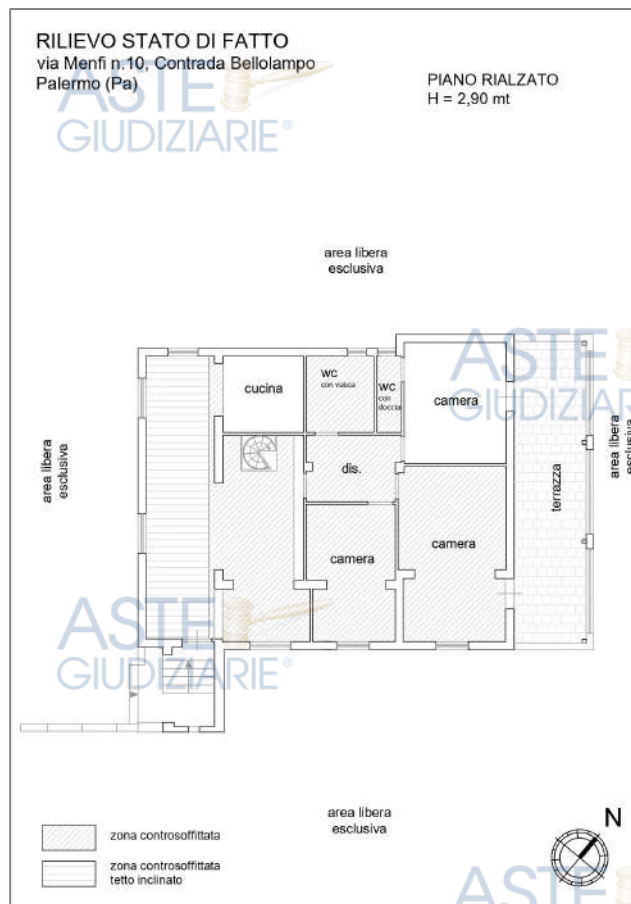 RILIEVO STATO DI FATTO
via Menfi n.10, Contrada Bellolampo
Palermo (Pa)
PIANO RIALZATO
H = 2,90 mt
ASTE
GIUDIZIARIE®
area libera
esclusiva
ASTE
GIUDIZIARIE
cucina
wc
con vasca
wc
con
doccia
camera
area libera
esclusiva
dis.
terrazza
area libera
esclusiva
camera
camera
ASTE
GIUDIZIARIE®
area libera
esclusiva
N
zona controsoffittata
zona controsoffittata
tetto inclinato
ASTE